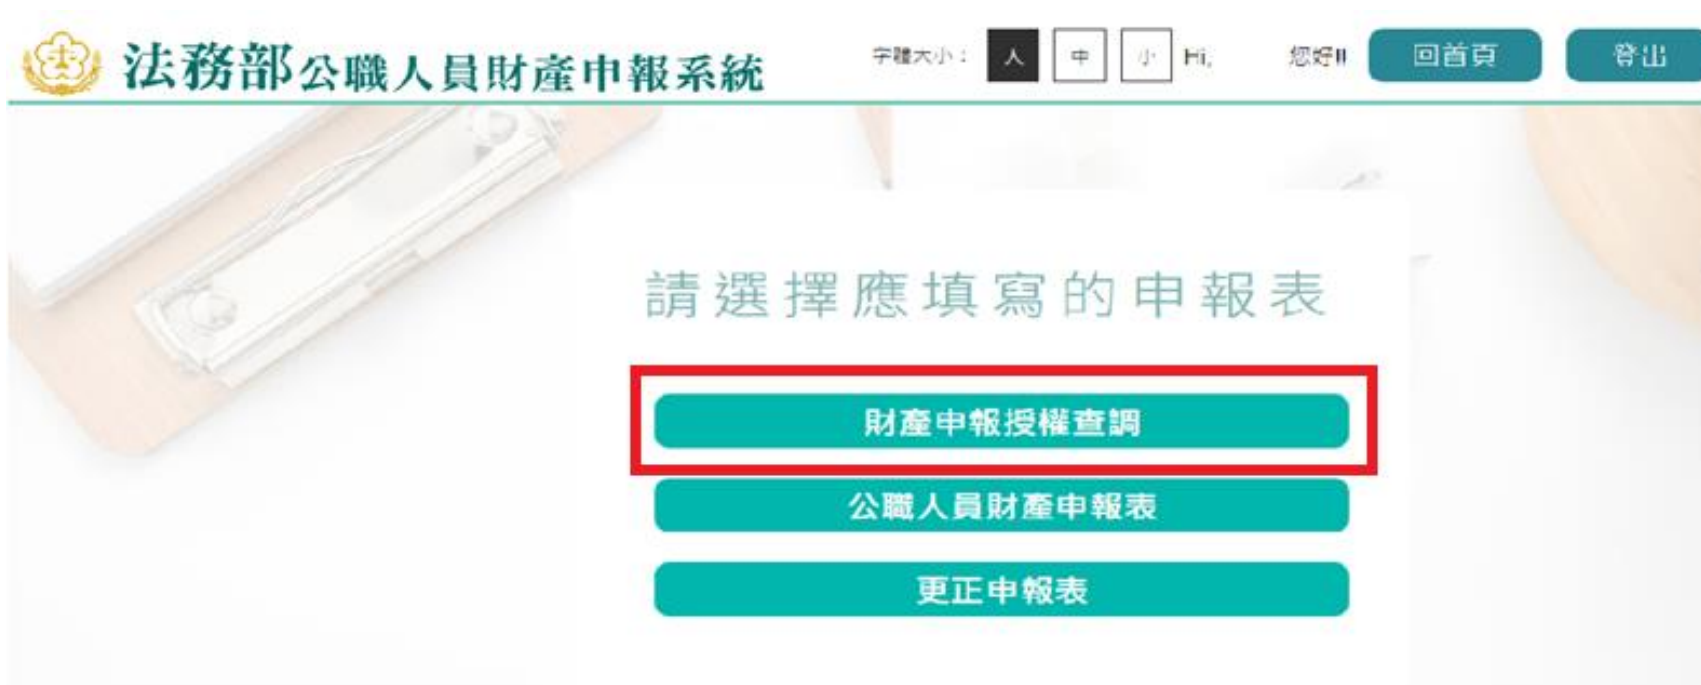 法務部公職人員財產申報系統
字體大小： 大 中 小 Hi, 您好!! 回首頁 登出
請選擇應填寫的申報表
財產申報授權查調
公職人員財產申報表
更正申報表